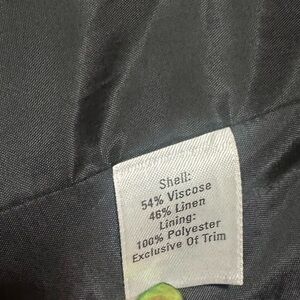 Shell:
54% Viscose
46% Linen
Lining:
100% Polyester
Exclusive Of Trim